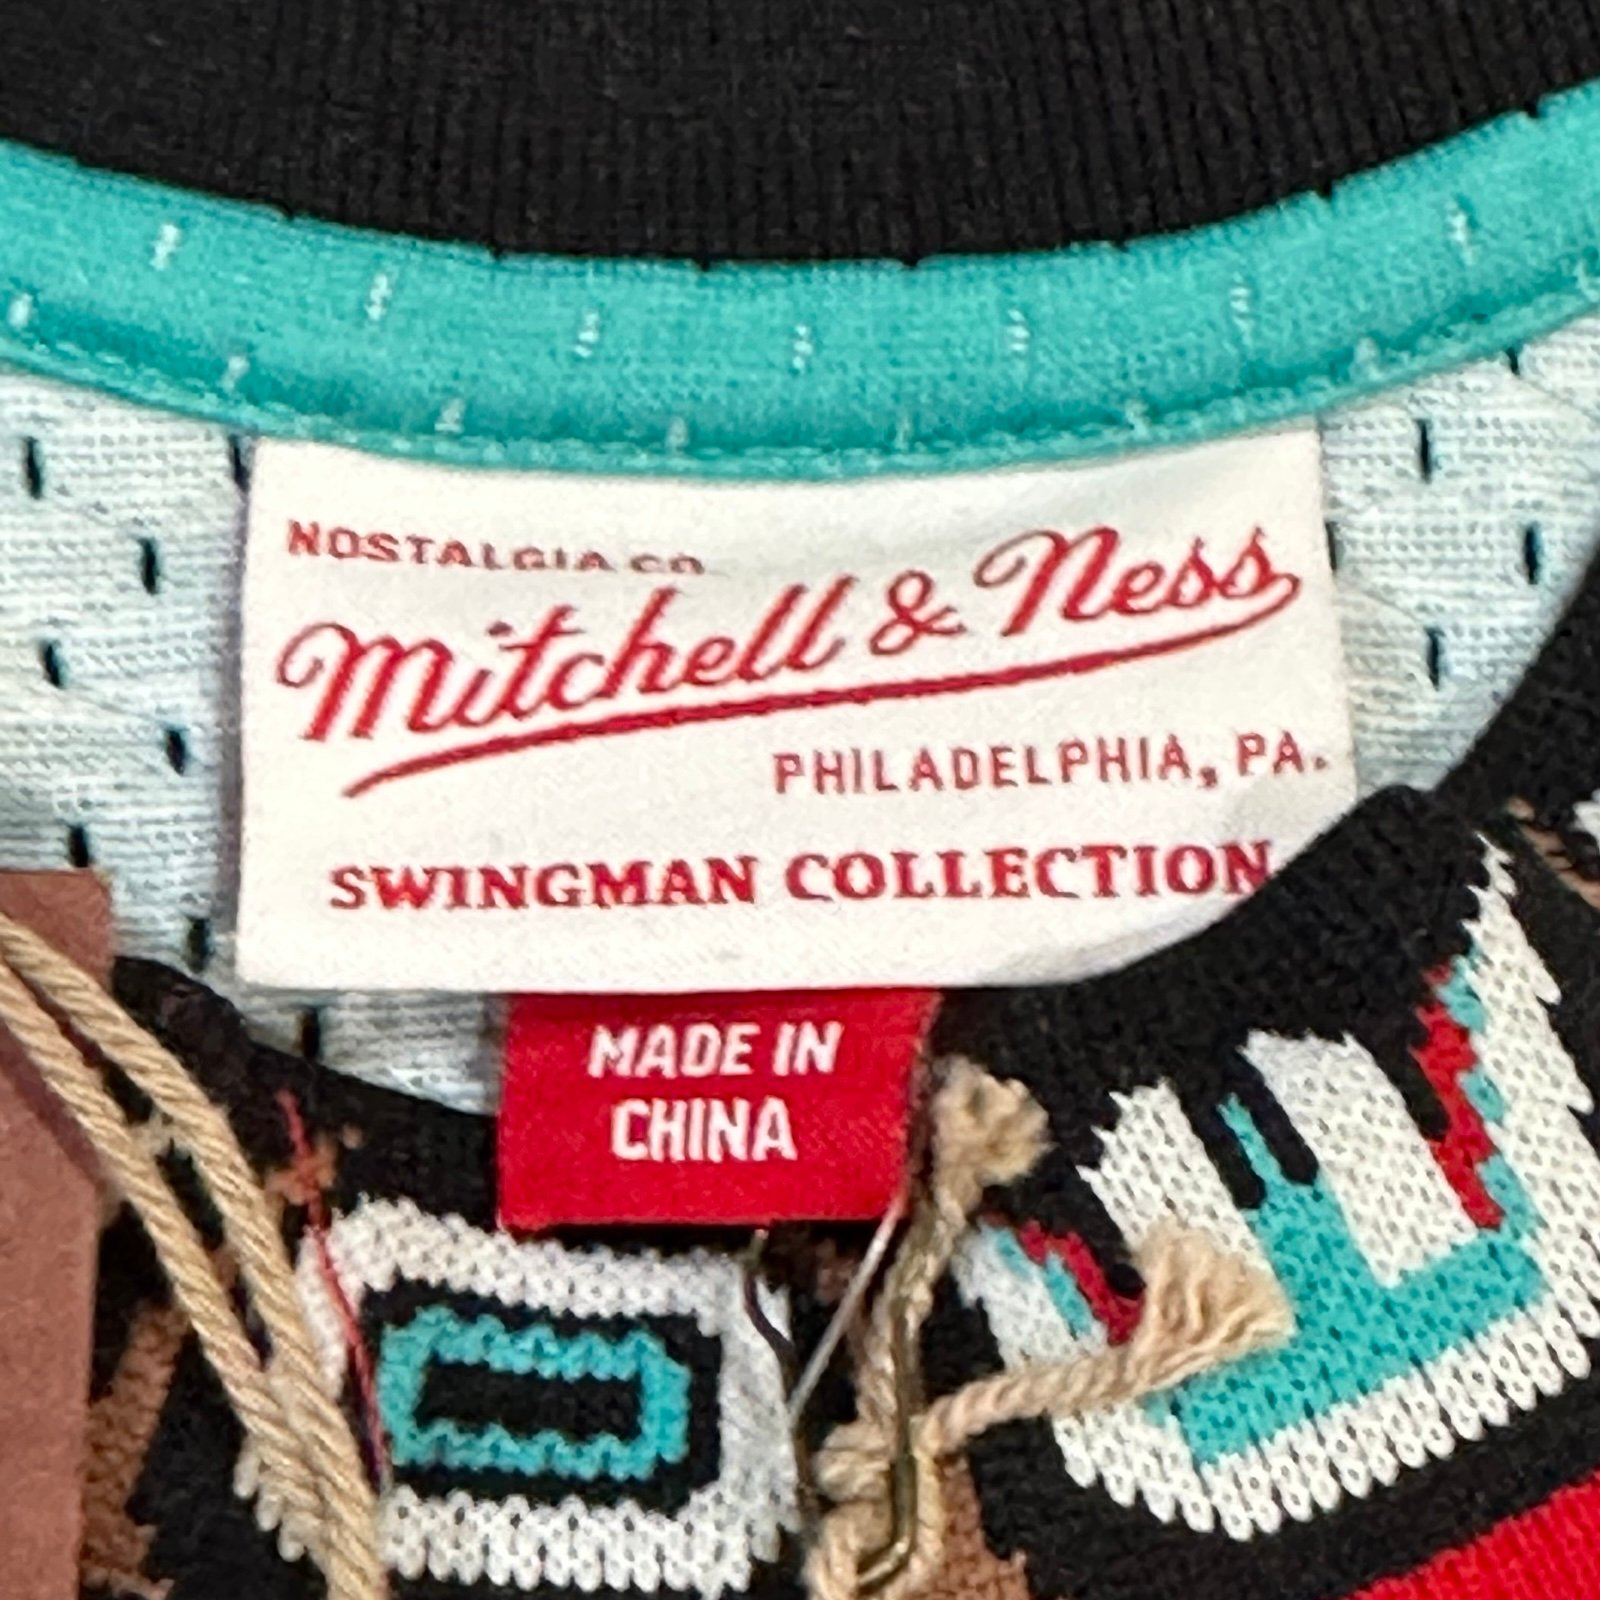 NOSTALGIA CO.
Mitchell & Ness
PHILADELPHIA, PA.
SWINGMAN COLLECTION
MADE IN
CHINA